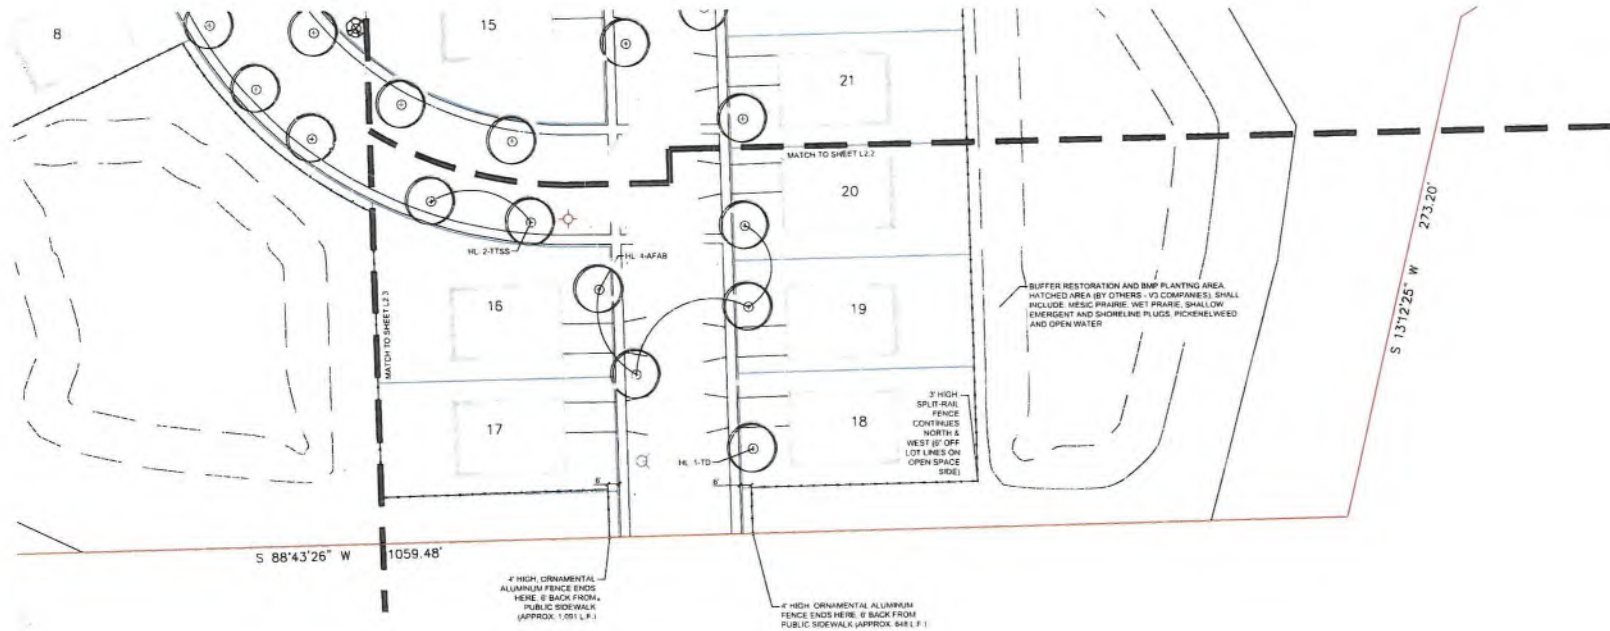 8
15
21
MATCH TO SHEET L2.2
20
HL 2-TTSS
HL 4-AFAB
MATCH TO SHEET L2.3
16
19
BUFFER RESTORATION AND BMP PLANTING AREA.
HATCHED AREA (BY OTHERS - V3 COMPANIES), SHALL
INCLUDE: MESIC PRAIRIE, WET PRARIE, SHALLOW
EMERGENT AND SHORELINE PLUGS, PICKENELWEED
AND OPEN WATER
S 13°12'25" W 273.20'
17
18
3' HIGH
SPLIT-RAIL
FENCE
CONTINUES
NORTH &
WEST (6" OFF
LOT LINES ON
OPEN SPACE
SIDE)
HL 1-TD
6'
6'
S 88°43'26" W 1059.48'
4' HIGH, ORNAMENTAL
ALUMINUM FENCE ENDS
HERE, 6' BACK FROM
PUBLIC SIDEWALK
(APPROX. 1,091 L.F.)
4' HIGH ORNAMENTAL ALUMINUM
FENCE ENDS HERE, 6' BACK FROM
PUBLIC SIDEWALK (APPROX. 648 L.F.)